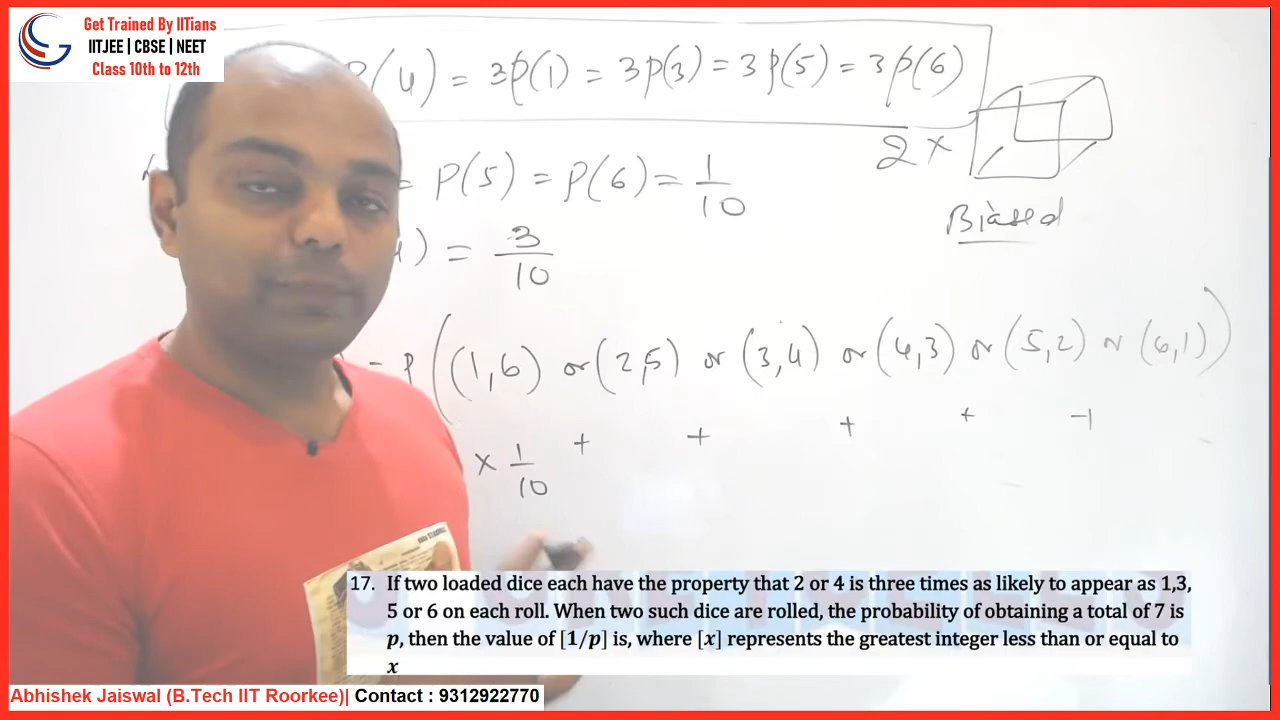 Get Trained By IITians
IITJEE | CBSE | NEET
Class 10th to 12th
P(4) = 3p(1) = 3p(3) = 3p(5) = 3p(6)
2 ×
= P(5) = P(6) = 1/10
Biased
) = 3/10
= P((1,6) or (2,5) or (3,4) or (4,3) or (5,2) or (6,1))
× 1/10 + + + + +
17. If two loaded dice each have the property that 2 or 4 is three times as likely to appear as 1,3,
5 or 6 on each roll. When two such dice are rolled, the probability of obtaining a total of 7 is
p, then the value of [1/p] is, where [x] represents the greatest integer less than or equal to
x
Abhishek Jaiswal (B.Tech IIT Roorkee)| Contact : 9312922770